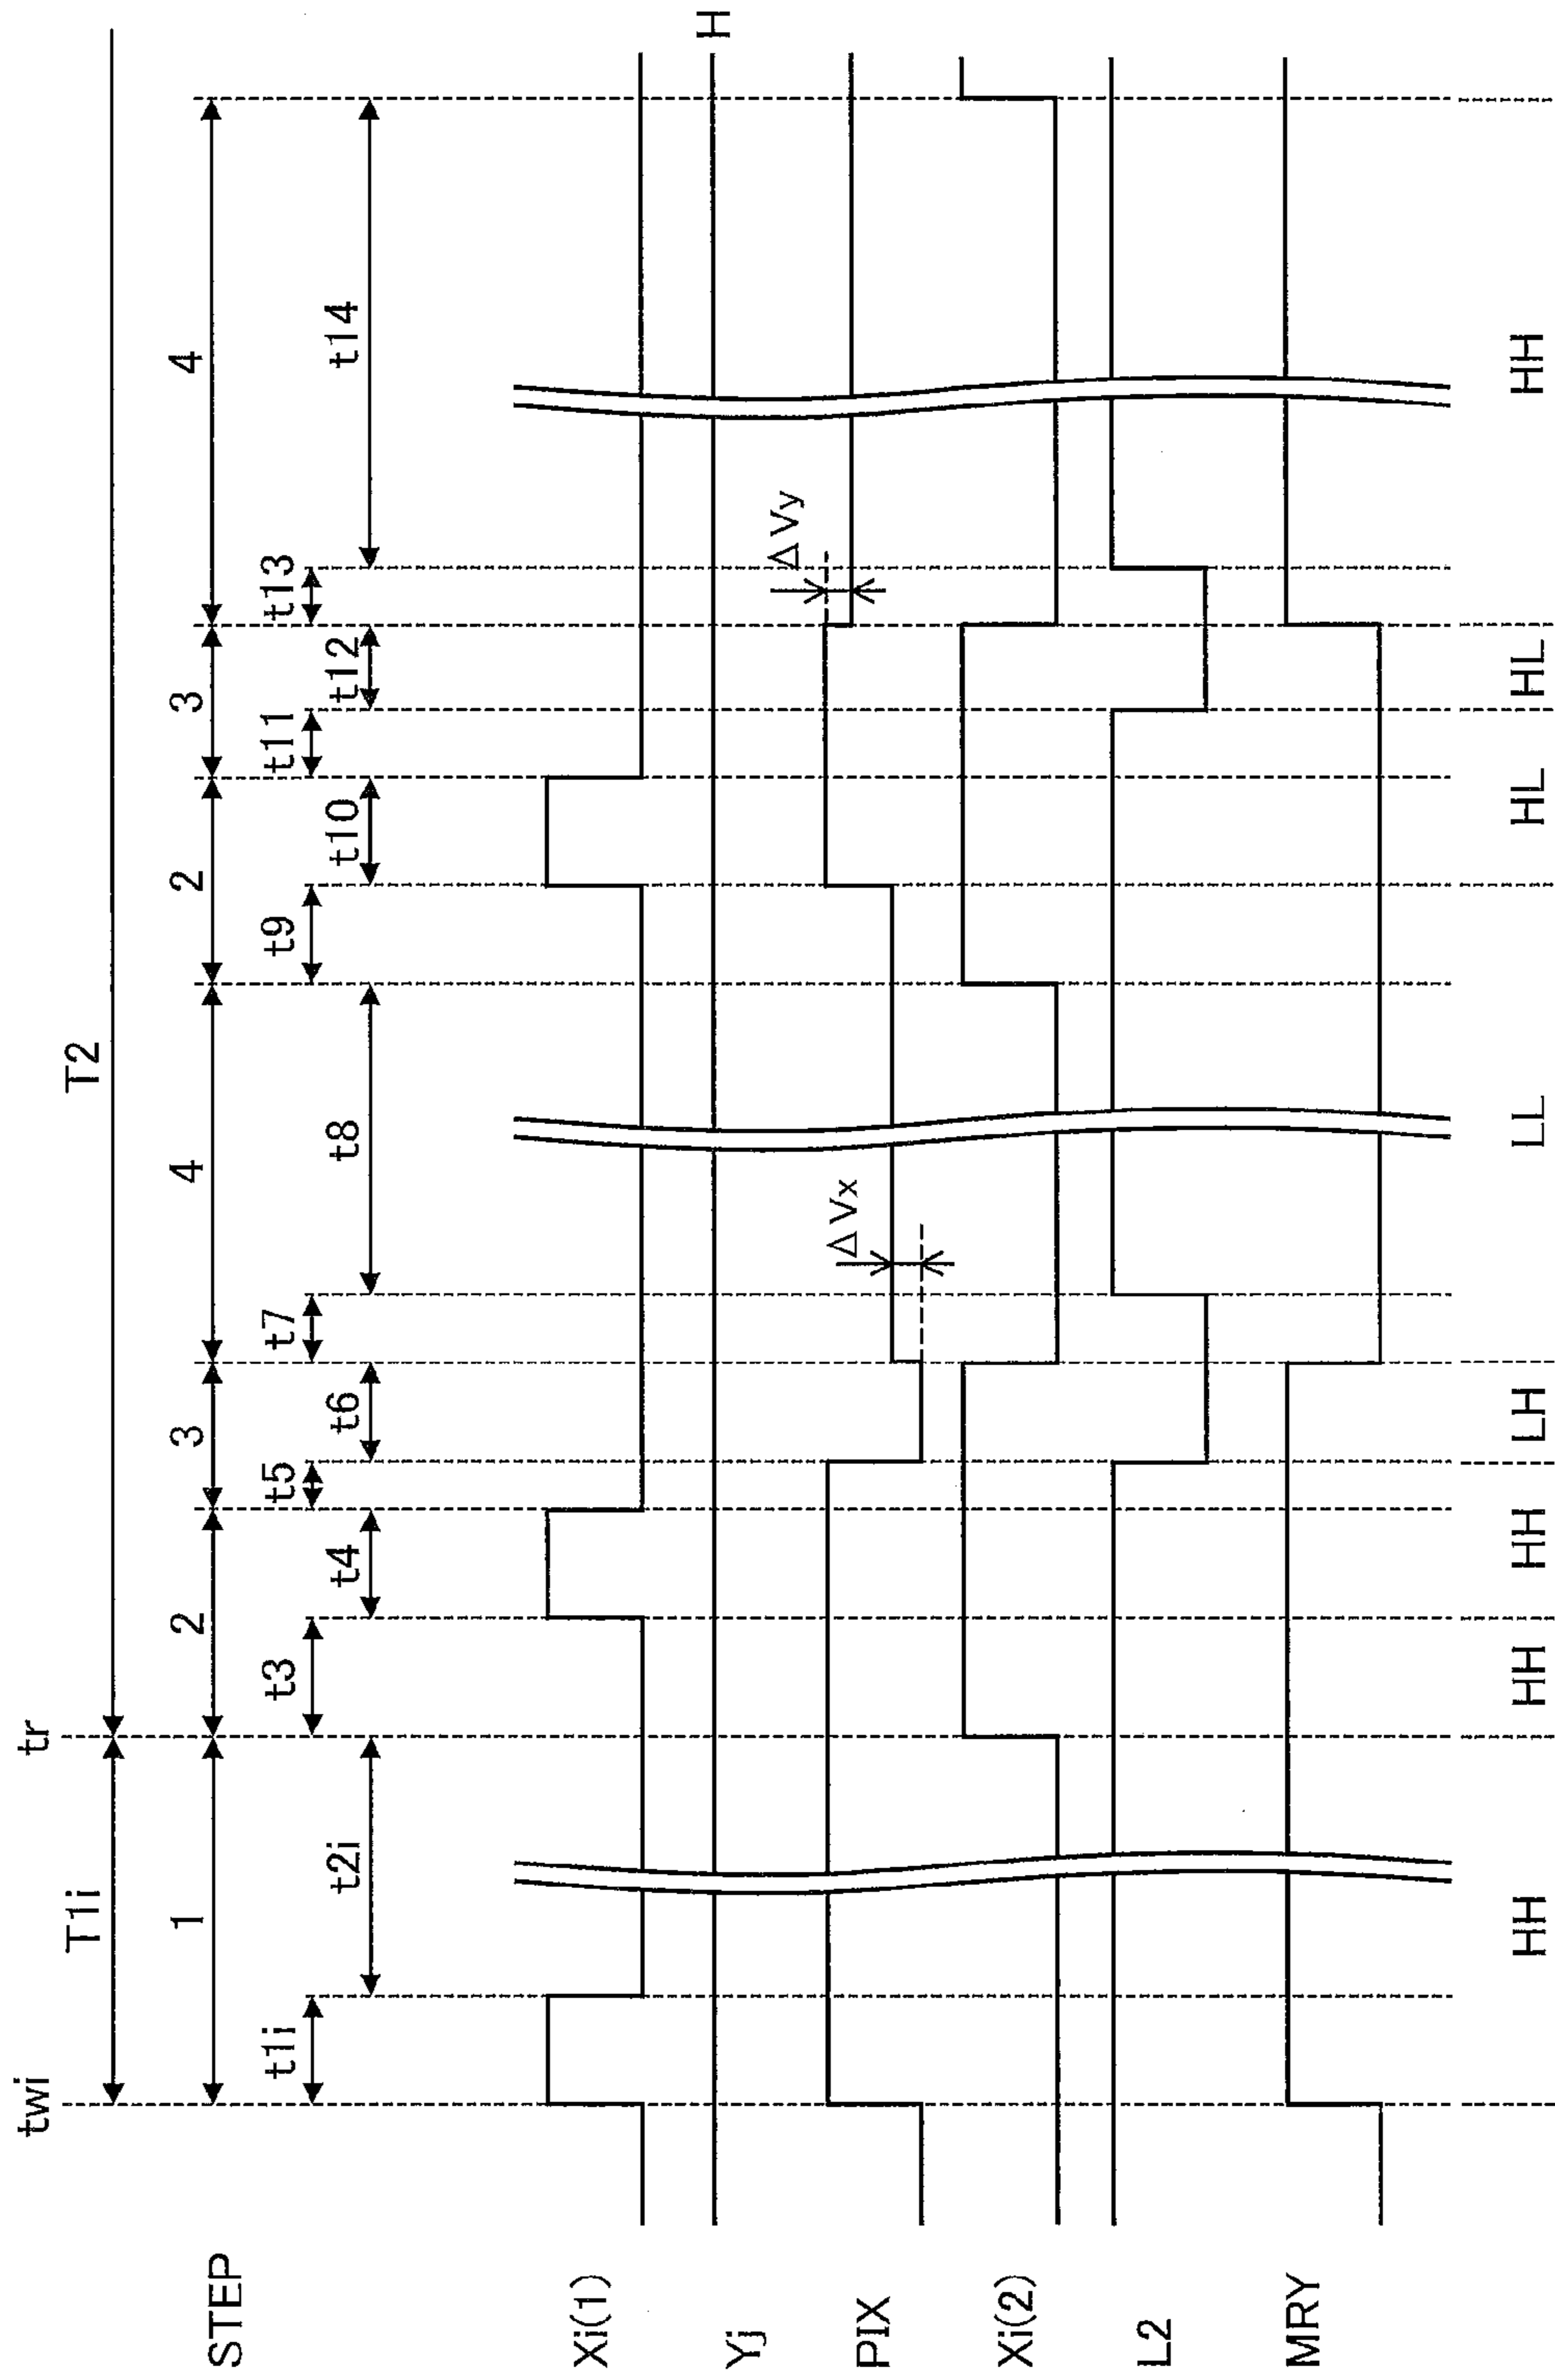 twi tr
T1i T2
STEP 1 2 3 4 2 3 4
t1i t3 t5 t7 t9 t11 t13
t2i t4 t6 t8 t10 t12 t14
Xi(1)
Yj H
PIX ΔVx ΔVy
Xi(2)
L2
MRY
HH HH HH LH LL HL HL HH